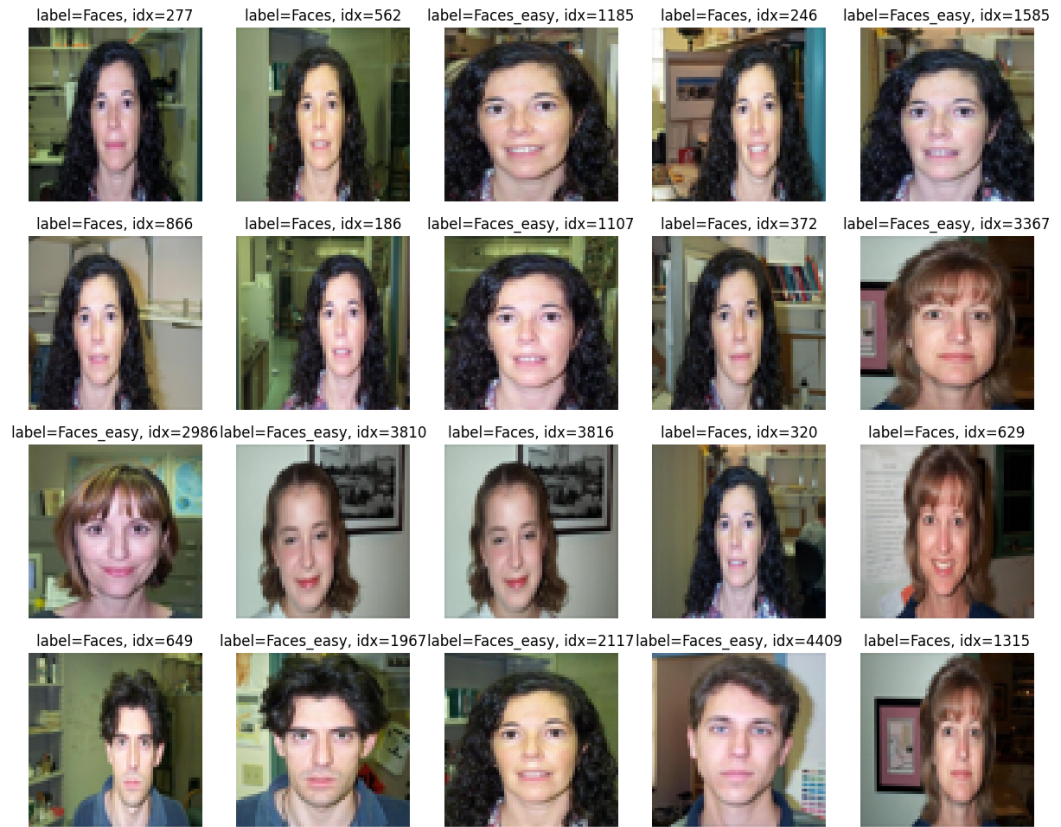 label=Faces, idx=277 label=Faces, idx=562 label=Faces_easy, idx=1185 label=Faces, idx=246 label=Faces_easy, idx=1585
label=Faces, idx=866 label=Faces, idx=186 label=Faces_easy, idx=1107 label=Faces, idx=372 label=Faces_easy, idx=3367
label=Faces_easy, idx=2986 label=Faces_easy, idx=3810 label=Faces, idx=3816 label=Faces, idx=320 label=Faces, idx=629
label=Faces, idx=649 label=Faces_easy, idx=1967 label=Faces_easy, idx=2117 label=Faces_easy, idx=4409 label=Faces, idx=1315